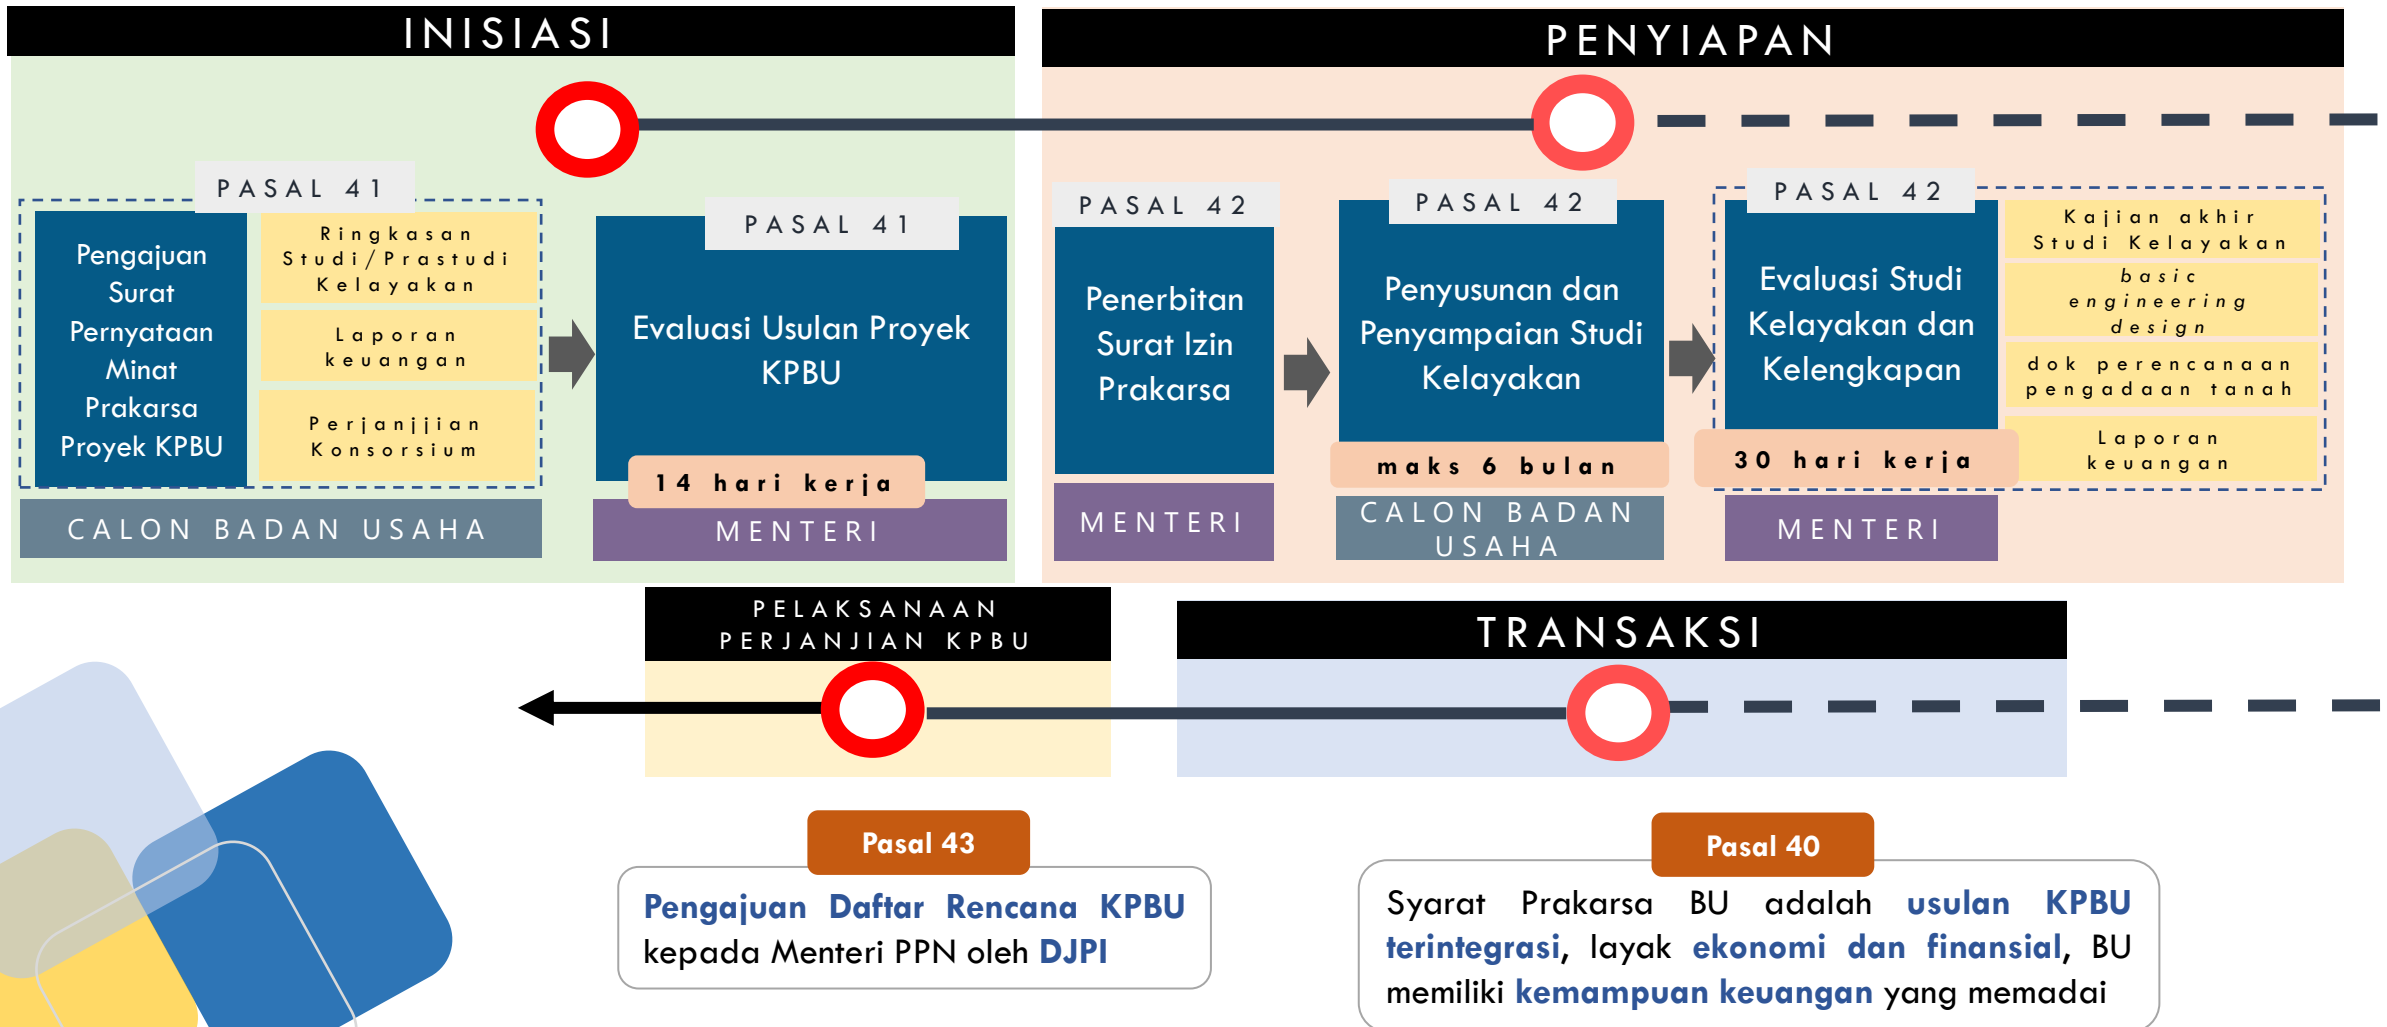 INISIASI
PASAL 41
Pengajuan
Surat
Pernyataan
Minat
Prakarsa
Proyek KPBU
Ringkasan
Studi/Prastudi
Kelayakan
Laporan
keuangan
Perjanjjian
Konsorsium
CALON BADAN USAHA
PASAL 41
Evaluasi Usulan Proyek
KPBU
14 hari kerja
MENTERI
PENYIAPAN
PASAL 42
Penerbitan
Surat Izin
Prakarsa
MENTERI
PASAL 42
Penyusunan dan
Penyampaian Studi
Kelayakan
maks 6 bulan
CALON BADAN
USAHA
PASAL 42
Evaluasi Studi
Kelayakan dan
Kelengkapan
30 hari kerja
MENTERI
Kajian akhir
Studi Kelayakan
basic
engineering
design
dok perencanaan
pengadaan tanah
Laporan
keuangan
PELAKSANAAN
PERJANJIAN KPBU
TRANSAKSI
Pasal 43
Pengajuan Daftar Rencana KPBU
kepada Menteri PPN oleh DJPI
Pasal 40
Syarat Prakarsa BU adalah usulan KPBU
terintegrasi, layak ekonomi dan finansial, BU
memiliki kemampuan keuangan yang memadai